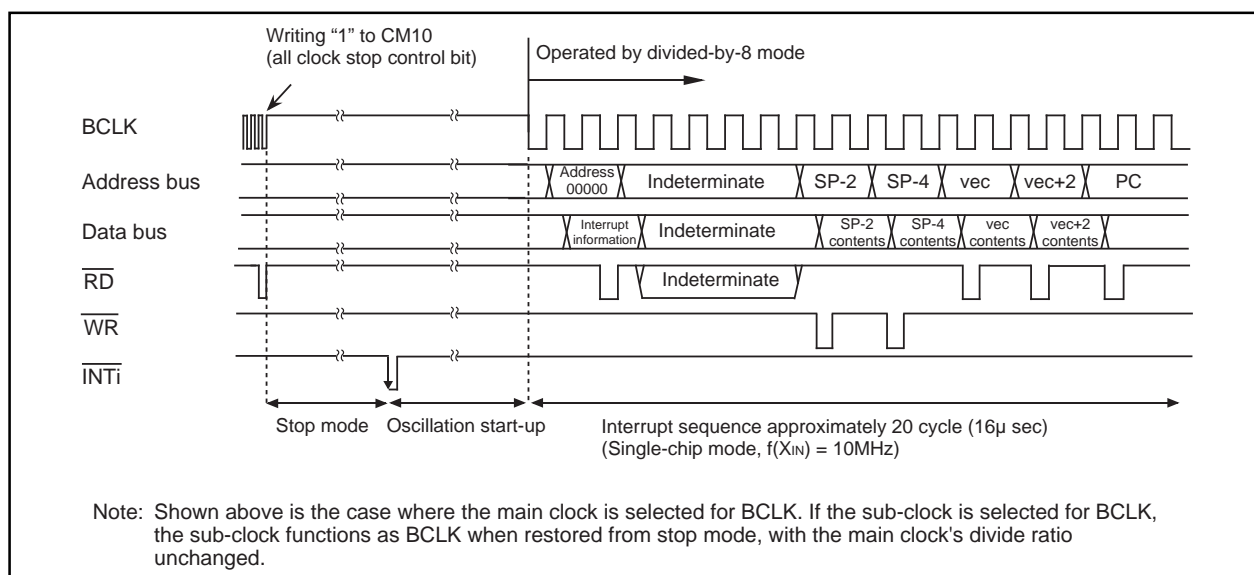 Writing “1” to CM10
(all clock stop control bit)
Operated by divided-by-8 mode
BCLK
Address bus
Address
00000
Indeterminate
SP-2
SP-4
vec
vec+2
PC
Data bus
Interrupt
information
Indeterminate
SP-2
contents
SP-4
contents
vec
contents
vec+2
contents
RD
Indeterminate
WR
INTi
Stop mode
Oscillation start-up
Interrupt sequence approximately 20 cycle (16μ sec)
(Single-chip mode, f(XIN) = 10MHz)
Note: Shown above is the case where the main clock is selected for BCLK. If the sub-clock is selected for BCLK,
the sub-clock functions as BCLK when restored from stop mode, with the main clock's divide ratio
unchanged.